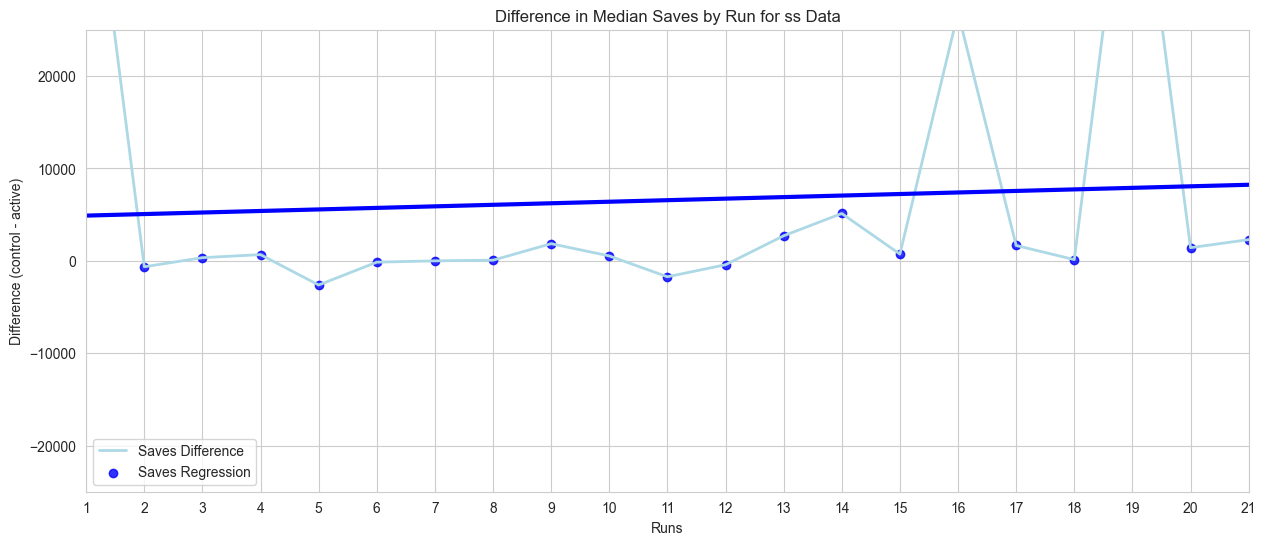 Difference in Median Saves by Run for ss Data
Difference (control - active)
20000
10000
0
−10000
−20000
Saves Difference
Saves Regression
1 2 3 4 5 6 7 8 9 10 11 12 13 14 15 16 17 18 19 20 21
Runs